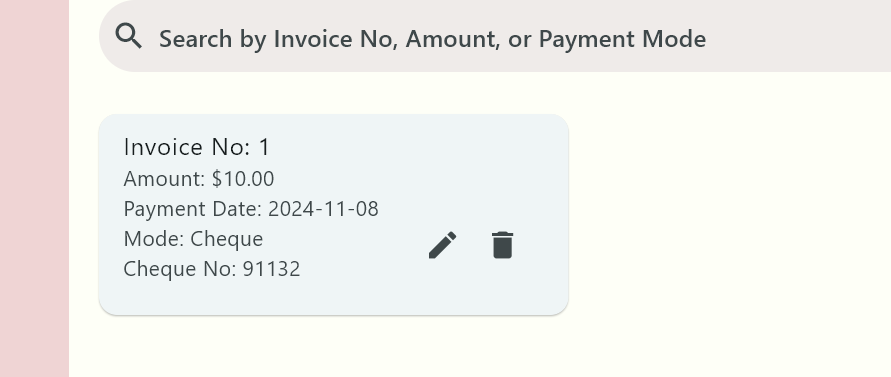 Search by Invoice No, Amount, or Payment Mode
Invoice No: 1
Amount: $10.00
Payment Date: 2024-11-08
Mode: Cheque
Cheque No: 91132